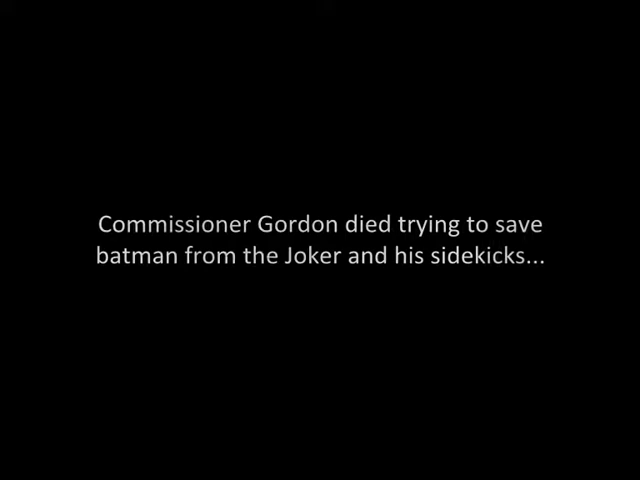 Commissioner Gordon died trying to save
batman from the Joker and his sidekicks...